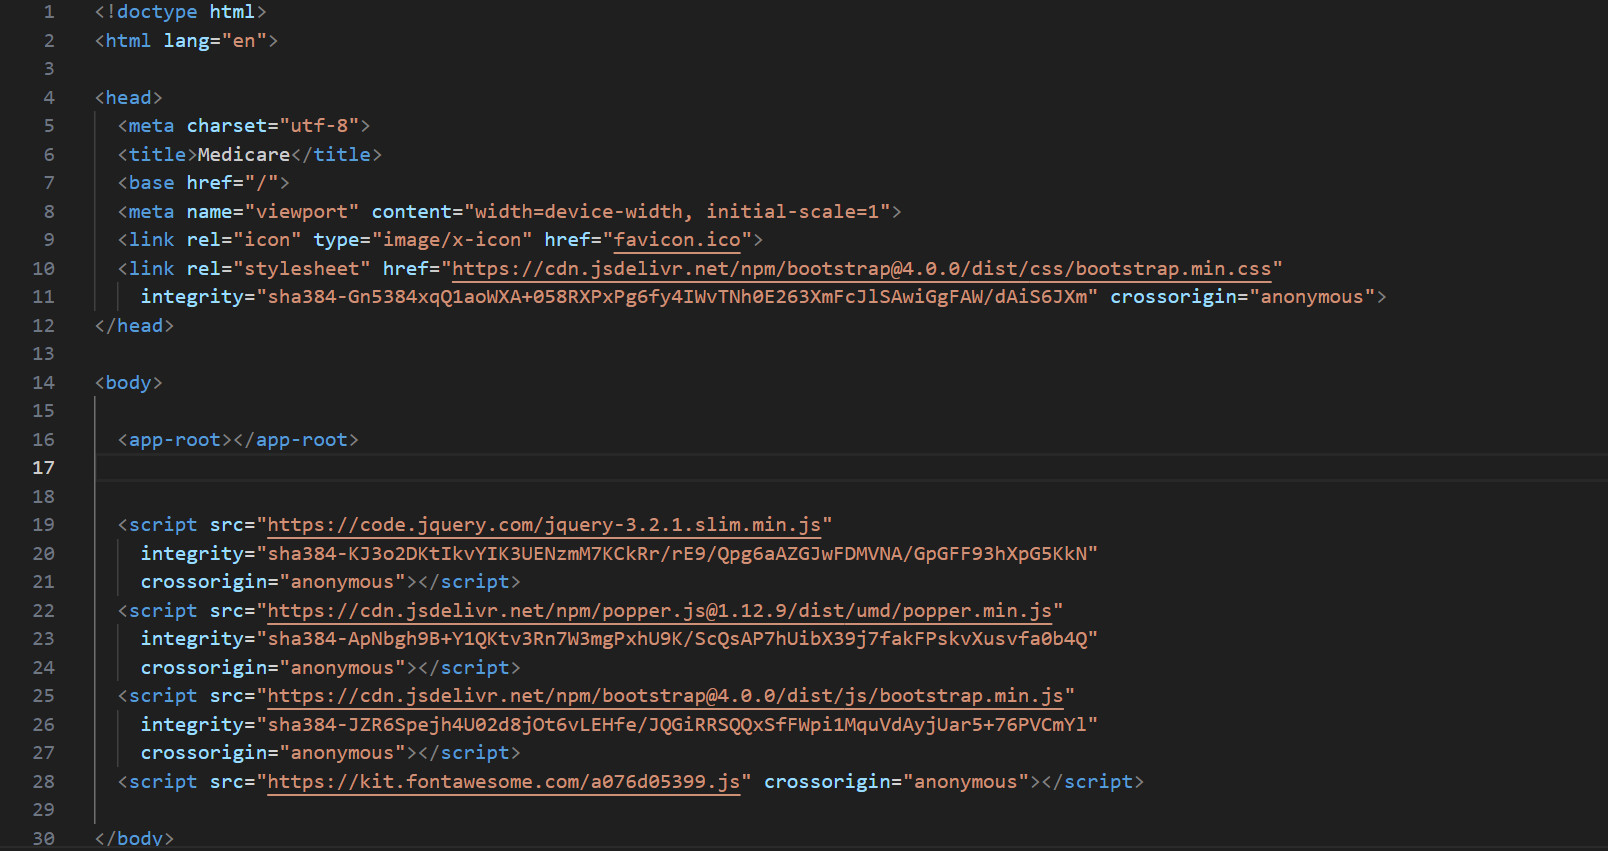 1 <!doctype html>
2 <html lang="en">
3
4 <head>
5   <meta charset="utf-8">
6   <title>Medicare</title>
7   <base href="/">
8   <meta name="viewport" content="width=device-width, initial-scale=1">
9   <link rel="icon" type="image/x-icon" href="favicon.ico">
10   <link rel="stylesheet" href="https://cdn.jsdelivr.net/npm/bootstrap@4.0.0/dist/css/bootstrap.min.css"
11     integrity="sha384-Gn5384xqQ1aoWXA+058RXPxPg6fy4IWvTNh0E263XmFcJlSAwiGgFAW/dAiS6JXm" crossorigin="anonymous">
12 </head>
13
14 <body>
15
16   <app-root></app-root>
17
18
19   <script src="https://code.jquery.com/jquery-3.2.1.slim.min.js"
20     integrity="sha384-KJ3o2DKtIkvYIK3UENzmM7KCkRr/rE9/Qpg6aAZGJwFDMVNA/GpGFF93hXpG5KkN"
21     crossorigin="anonymous"></script>
22   <script src="https://cdn.jsdelivr.net/npm/popper.js@1.12.9/dist/umd/popper.min.js"
23     integrity="sha384-ApNbgh9B+Y1QKtv3Rn7W3mgPxhU9K/ScQsAP7hUibX39j7fakFPskvXusvfa0b4Q"
24     crossorigin="anonymous"></script>
25   <script src="https://cdn.jsdelivr.net/npm/bootstrap@4.0.0/dist/js/bootstrap.min.js"
26     integrity="sha384-JZR6Spejh4U02d8jOt6vLEHfe/JQGiRRSQQxSfFWpi1MquVdAyjUar5+76PVCmYl"
27     crossorigin="anonymous"></script>
28   <script src="https://kit.fontawesome.com/a076d05399.js" crossorigin="anonymous"></script>
29
30 </body>